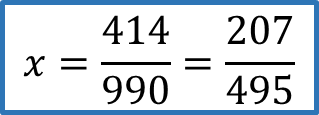 x = 414/990 = 207/495